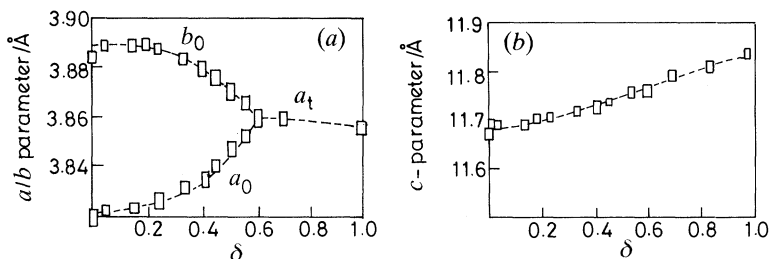 (a)
3.90
3.88
3.86
3.84
a/b parameter/Å
b₀
aₜ
a₀
0.2 0.4 0.6 0.8 1.0
δ
(b)
11.9
11.8
11.7
11.6
c-parameter/Å
0 0.2 0.4 0.6 0.8 1.0
δ